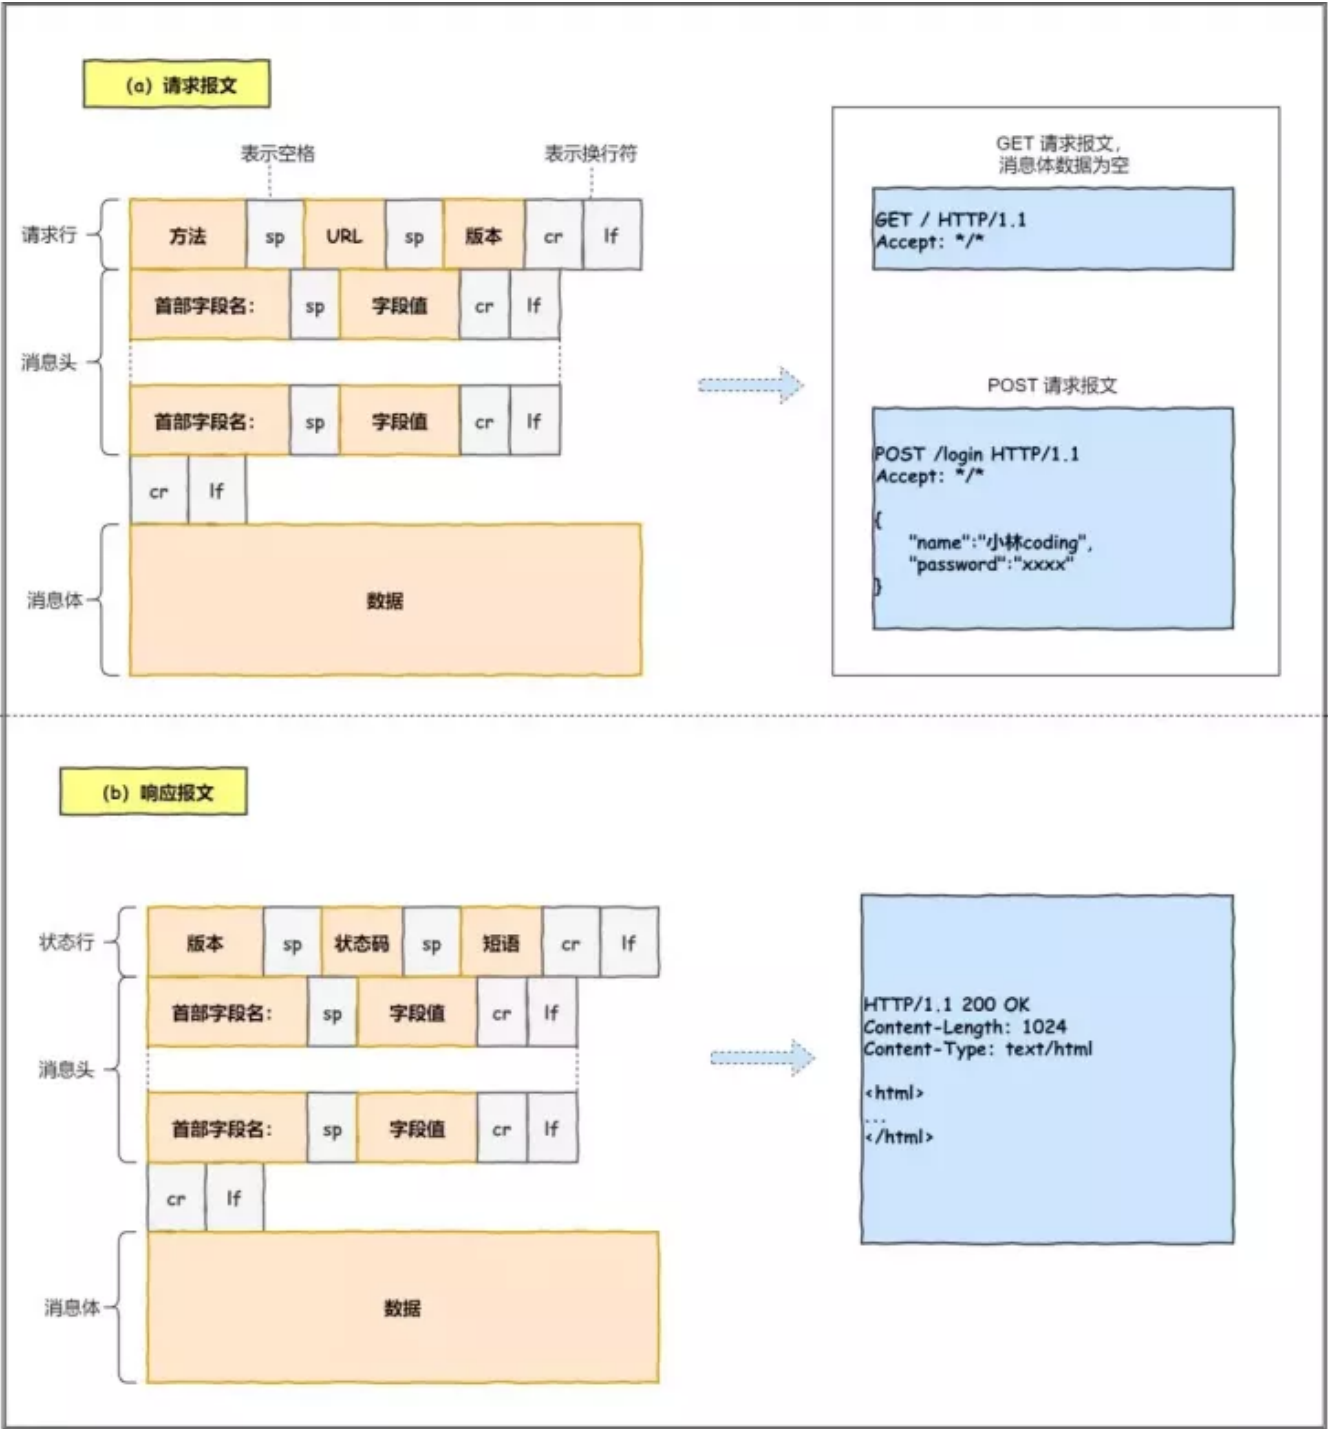 (a) 请求报文
表示空格
表示换行符
请求行
方法 sp URL sp 版本 cr lf
消息头
首部字段名: sp 字段值 cr lf
首部字段名: sp 字段值 cr lf
cr lf
消息体
数据
GET 请求报文,
消息体数据为空
GET / HTTP/1.1
Accept: */*
POST 请求报文
POST /login HTTP/1.1
Accept: */*
{
"name":"小林coding",
"password":"xxxx"
}
(b) 响应报文
状态行
版本 sp 状态码 sp 短语 cr lf
消息头
首部字段名: sp 字段值 cr lf
首部字段名: sp 字段值 cr lf
cr lf
消息体
数据
HTTP/1.1 200 OK
Content-Length: 1024
Content-Type: text/html
<html>
...
</html>